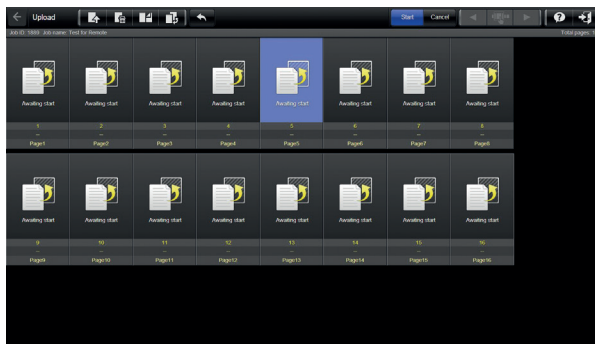 Upload Start Cancel
Job ID: 1669 Job name: Test for Remote Total pages: 1
Awaiting start Awaiting start Awaiting start Awaiting start Awaiting start Awaiting start Awaiting start Awaiting start
1 2 3 4 5 6 7 8
-- -- -- -- -- -- -- --
Page1 Page2 Page3 Page4 Page5 Page6 Page7 Page8
Awaiting start Awaiting start Awaiting start Awaiting start Awaiting start Awaiting start Awaiting start Awaiting start
9 10 11 12 13 14 15 16
-- -- -- -- -- -- -- --
Page9 Page10 Page11 Page12 Page13 Page14 Page15 Page16